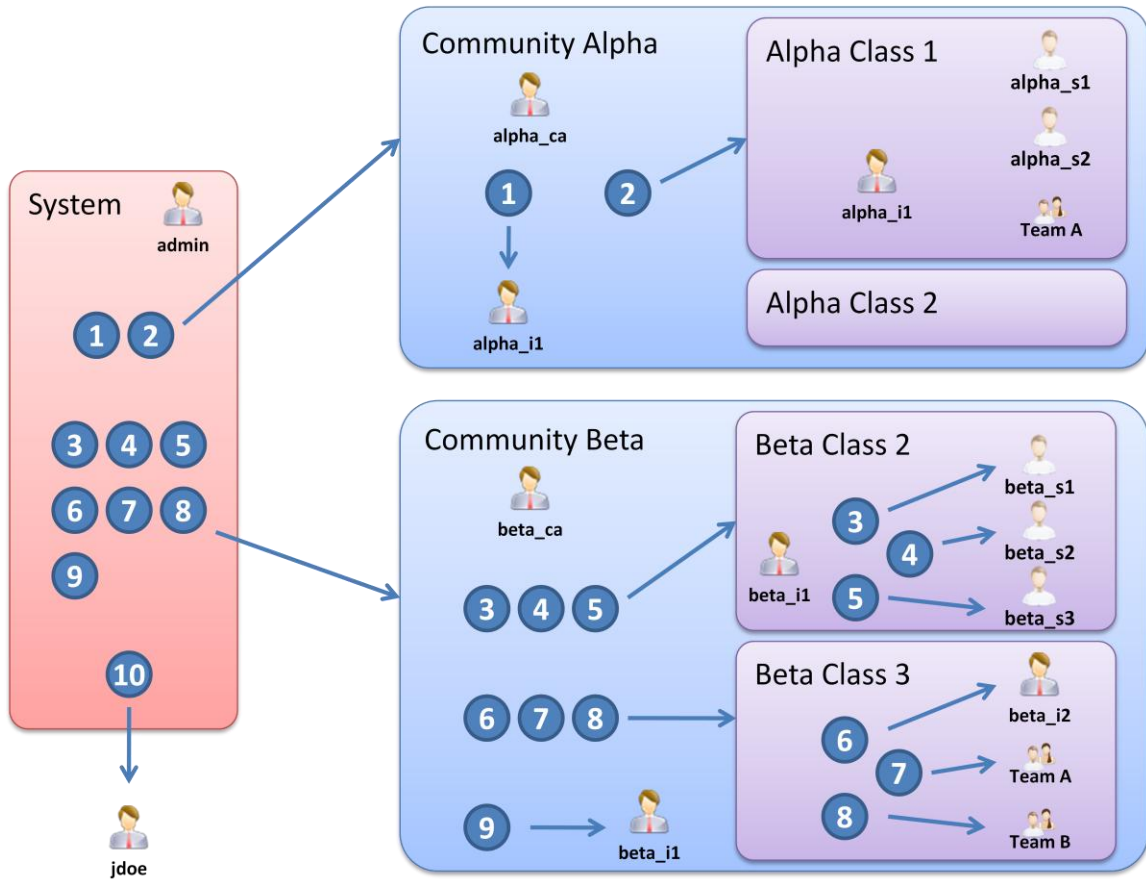 System
admin
1 2
3 4 5
6 7 8
9
10
jdoe
Community Alpha
alpha_ca
1 2
alpha_i1
Alpha Class 1
alpha_s1
alpha_s2
alpha_i1
Team A
Alpha Class 2
Community Beta
beta_ca
3 4 5
6 7 8
9
beta_i1
Beta Class 2
beta_s1
3
beta_s2
4
beta_i1
5
beta_s3
Beta Class 3
beta_i2
6
7
Team A
8
Team B